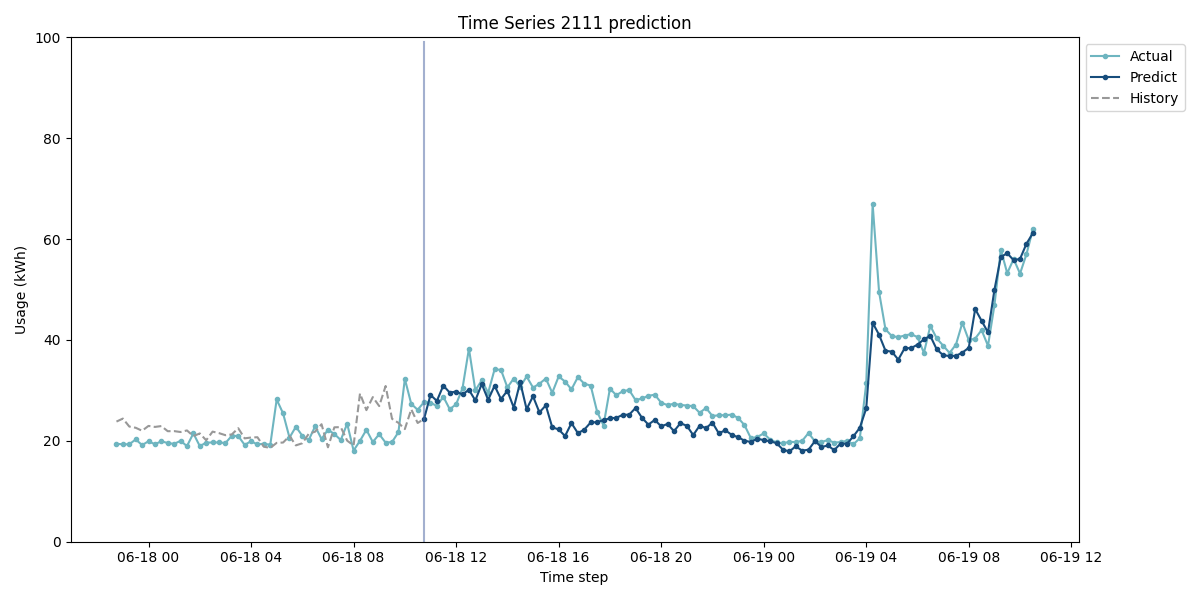 Time Series 2111 prediction
100
80
60
40
20
0
Usage (kWh)
06-18 00
06-18 04
06-18 08
06-18 12
06-18 16
06-18 20
06-19 00
06-19 04
06-19 08
06-19 12
Time step
Actual
Predict
History